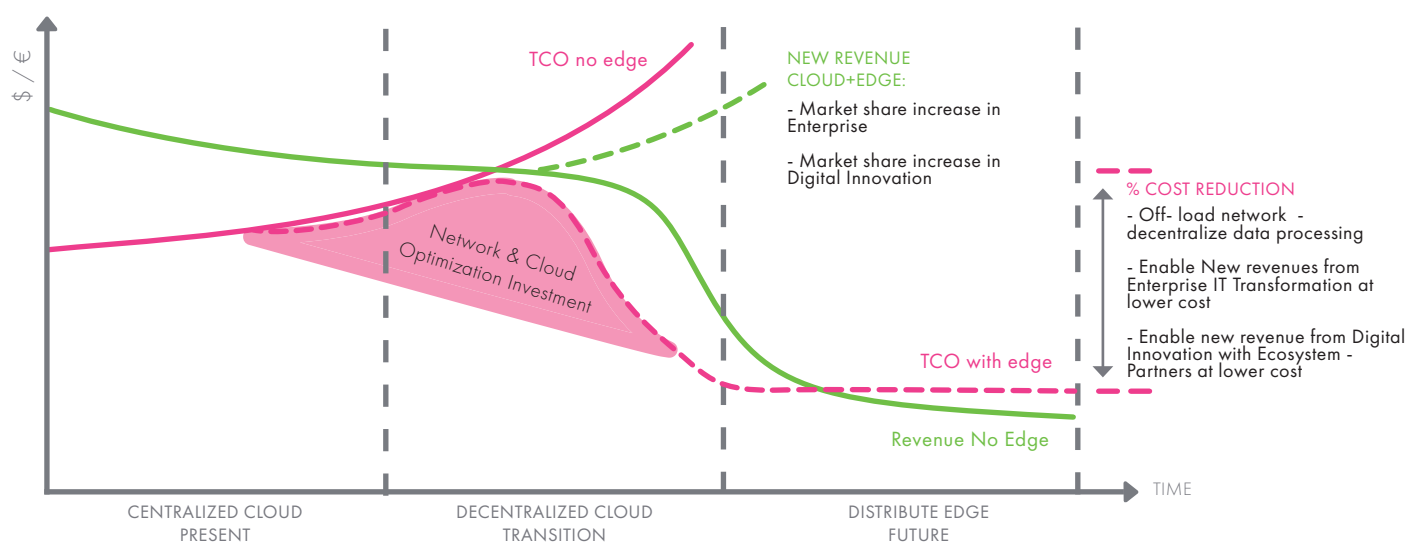 $ / €
TCO no edge
NEW REVENUE
CLOUD+EDGE:
- Market share increase in
Enterprise
- Market share increase in
Digital Innovation
% COST REDUCTION
- Off- load network -
decentralize data processing
- Enable New revenues from
Enterprise IT Transformation at
lower cost
- Enable new revenue from Digital
Innovation with Ecosystem -
Partners at lower cost
Network & Cloud
Optimization Investment
TCO with edge
Revenue No Edge
TIME
CENTRALIZED CLOUD
PRESENT
DECENTRALIZED CLOUD
TRANSITION
DISTRIBUTE EDGE
FUTURE